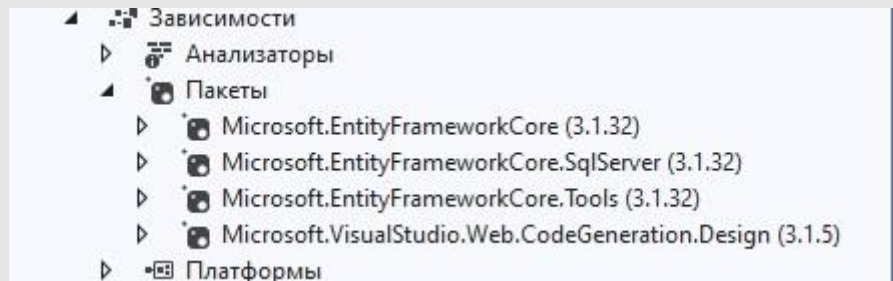 Зависимости
Анализаторы
Пакеты
Microsoft.EntityFrameworkCore (3.1.32)
Microsoft.EntityFrameworkCore.SqlServer (3.1.32)
Microsoft.EntityFrameworkCore.Tools (3.1.32)
Microsoft.VisualStudio.Web.CodeGeneration.Design (3.1.5)
Платформы